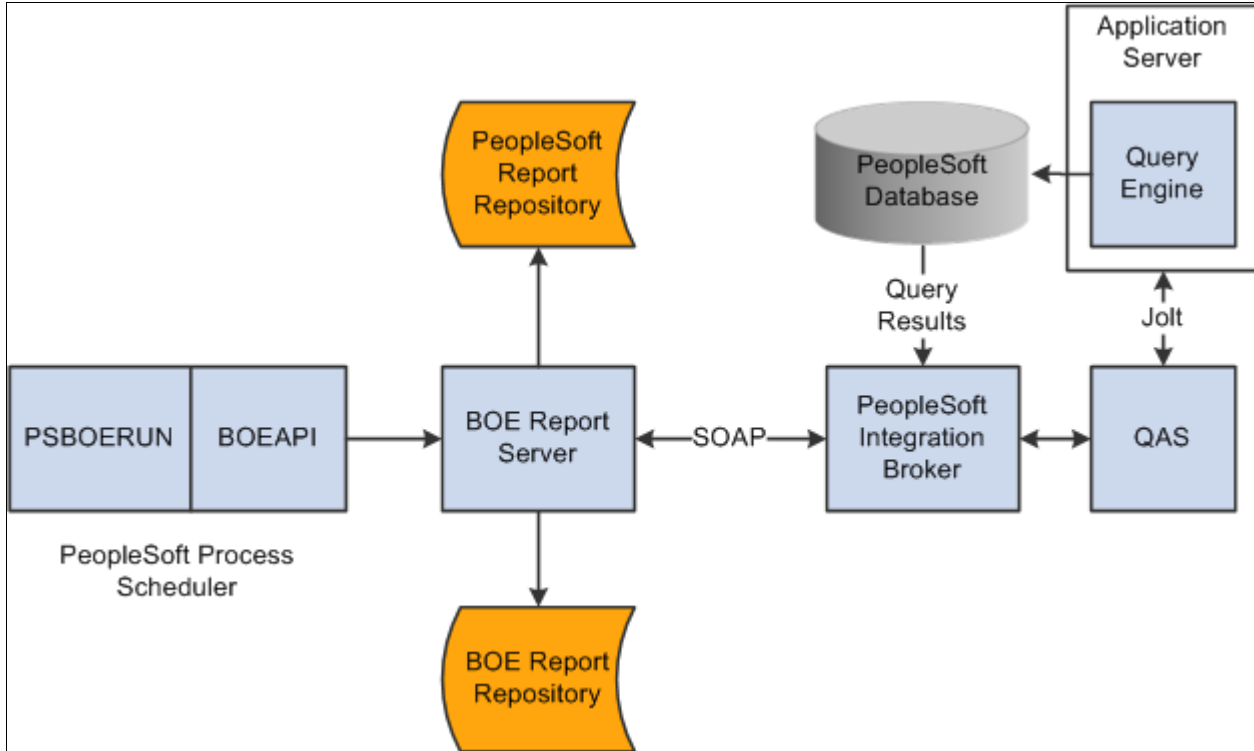 Application
Server
PeopleSoft
Report
Repository
PeopleSoft
Database
Query
Engine
Query
Results
Jolt
PSBOERUN
BOEAPI
BOE Report
Server
SOAP
PeopleSoft
Integration
Broker
QAS
PeopleSoft Process
Scheduler
BOE Report
Repository